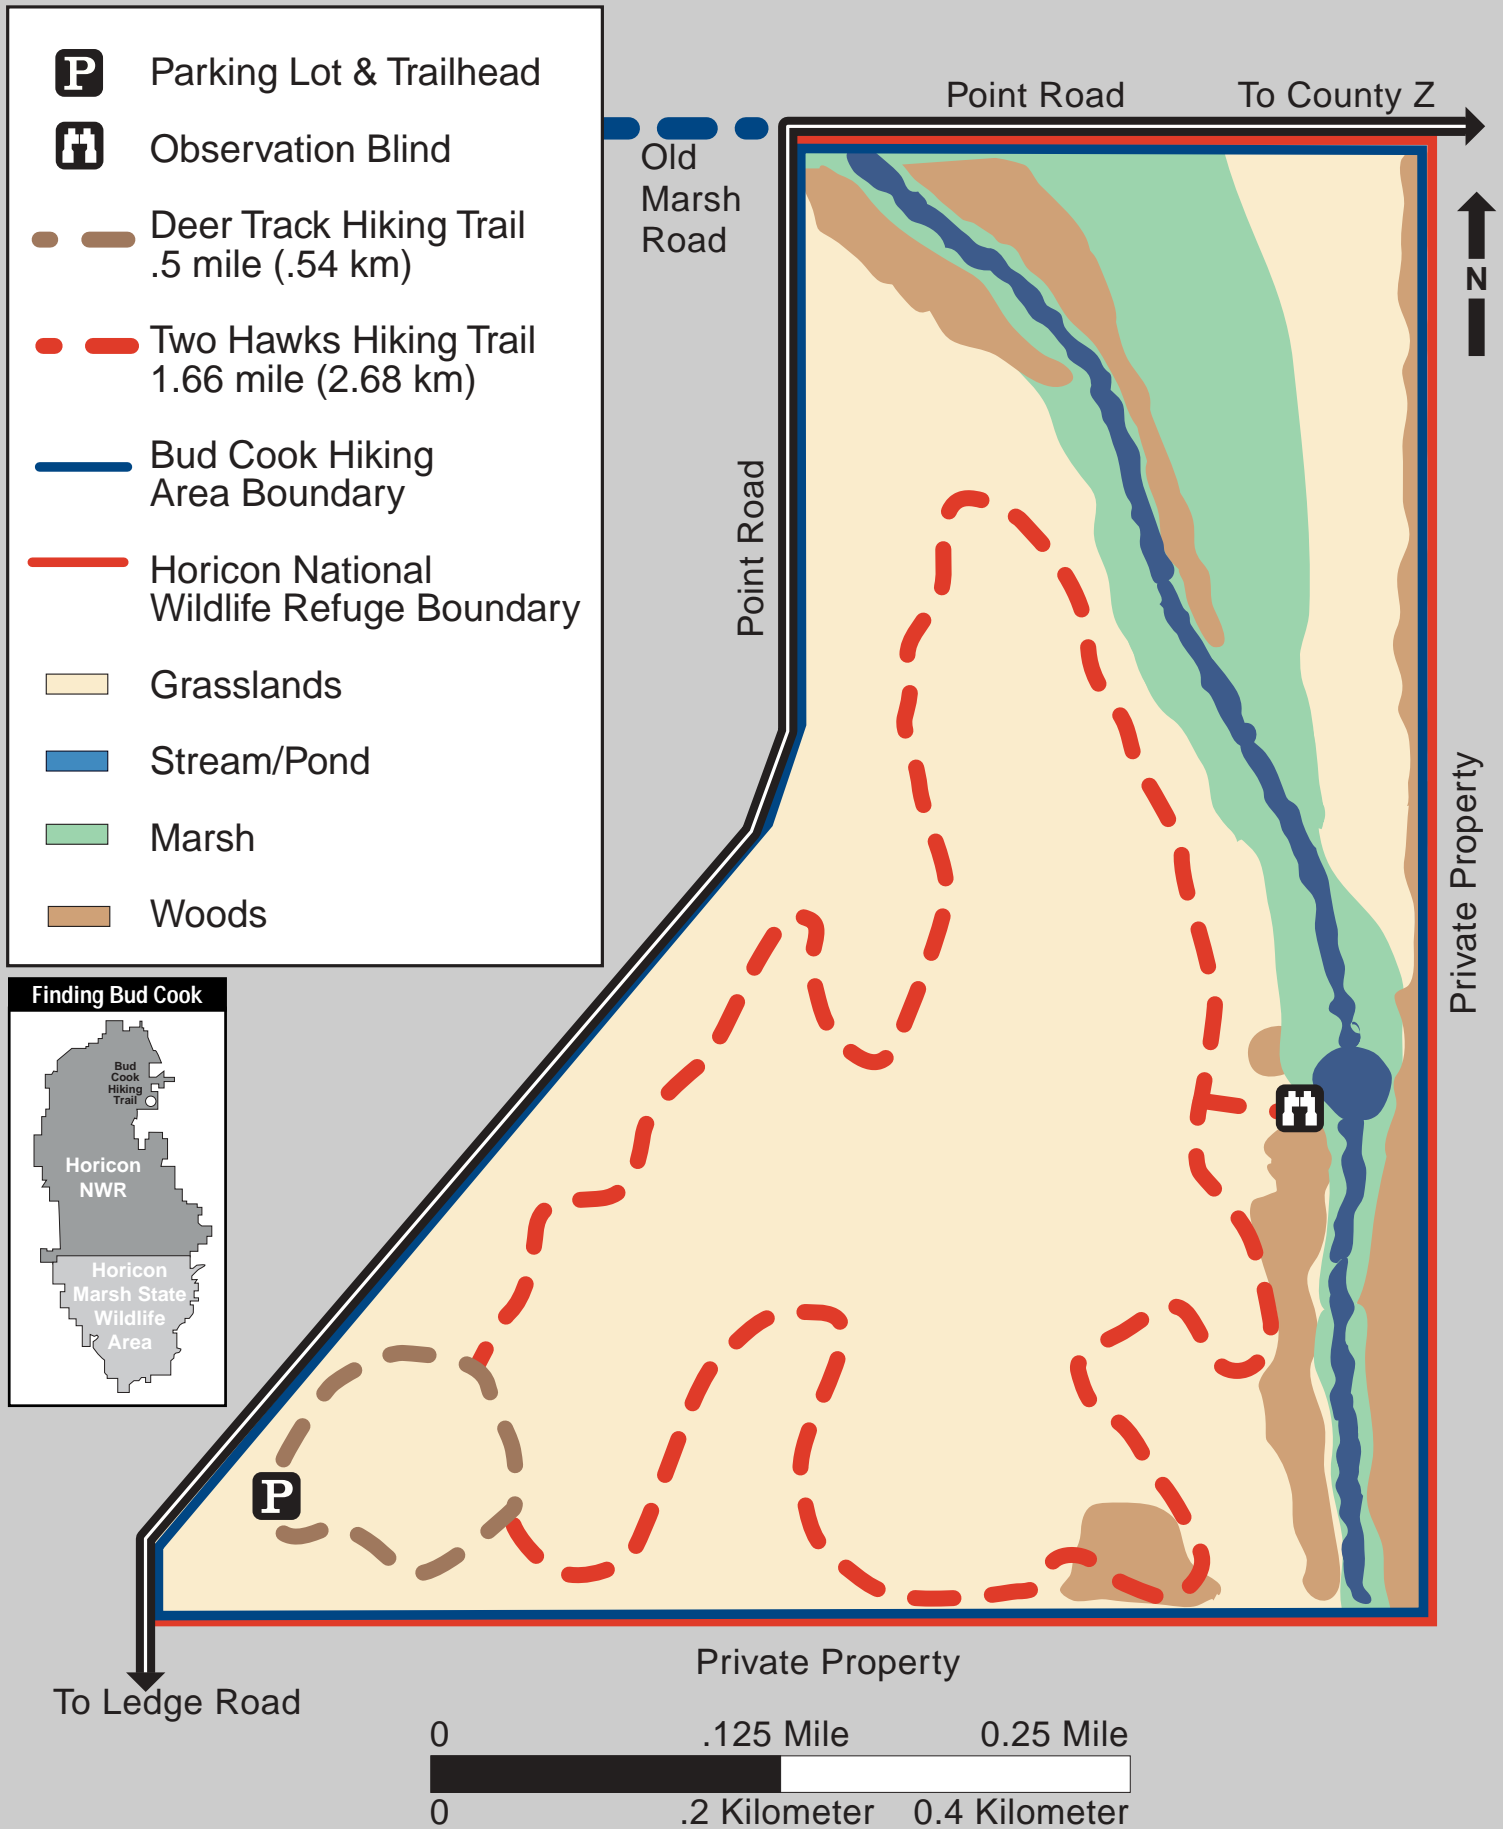 P Parking Lot & Trailhead
Observation Blind
Deer Track Hiking Trail
.5 mile (.54 km)
Two Hawks Hiking Trail
1.66 mile (2.68 km)
Bud Cook Hiking
Area Boundary
Horicon National
Wildlife Refuge Boundary
Grasslands
Stream/Pond
Marsh
Woods
Point Road
To County Z
Old
Marsh
Road
N
Point Road
Private Property
Finding Bud Cook
Bud
Cook
Hiking
Trail
Horicon
NWR
Horicon
Marsh State
Wildlife
Area
P
Private Property
To Ledge Road
0 .125 Mile 0.25 Mile
0 .2 Kilometer 0.4 Kilometer